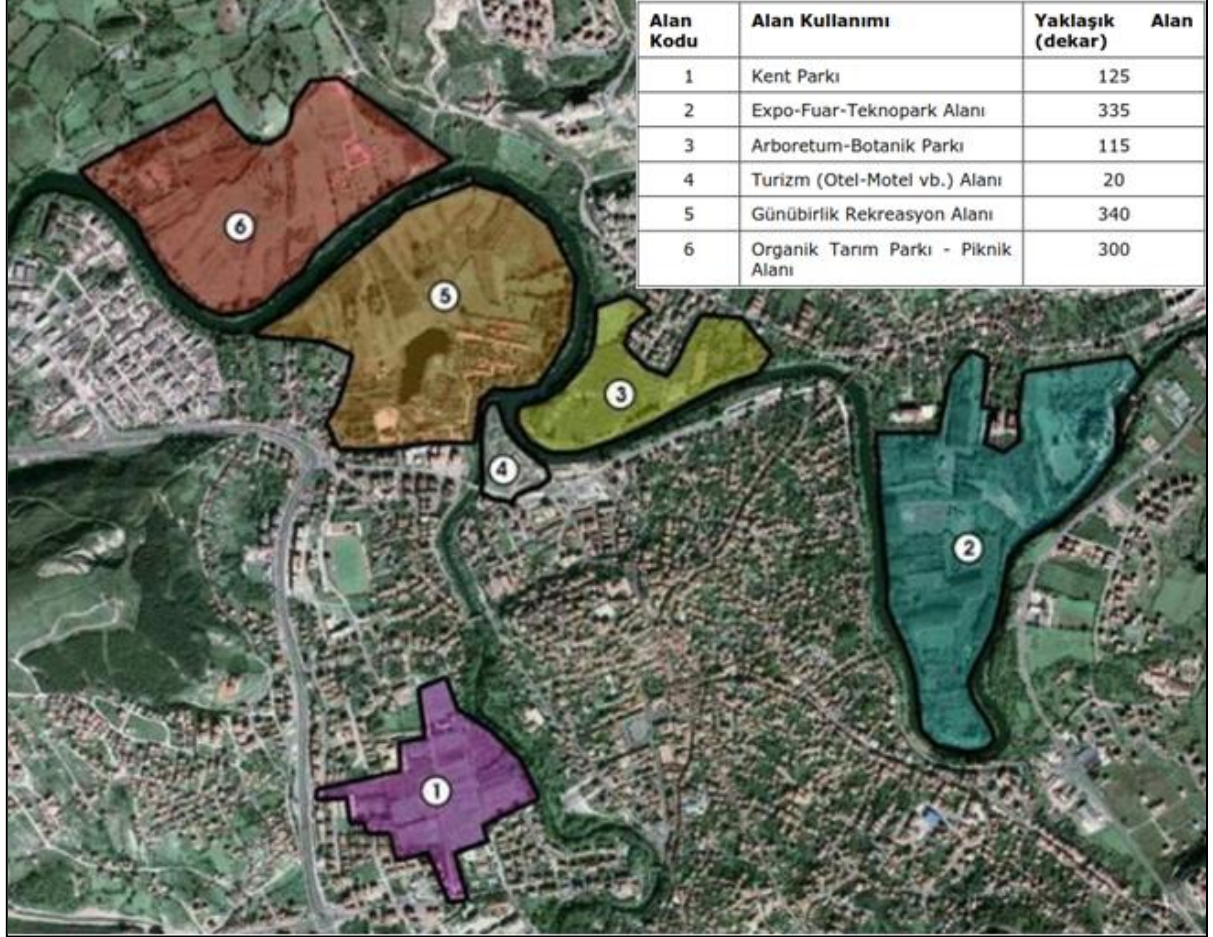 Alan Kodu Alan Kullanımı Yaklaşık Alan (dekar)
1 Kent Parkı 125
2 Expo-Fuar-Teknopark Alanı 335
3 Arboretum-Botanik Parkı 115
4 Turizm (Otel-Motel vb.) Alanı 20
5 Günübirlik Rekreasyon Alanı 340
6 Organik Tarım Parkı - Piknik Alanı 300
6
5
3
4
2
1